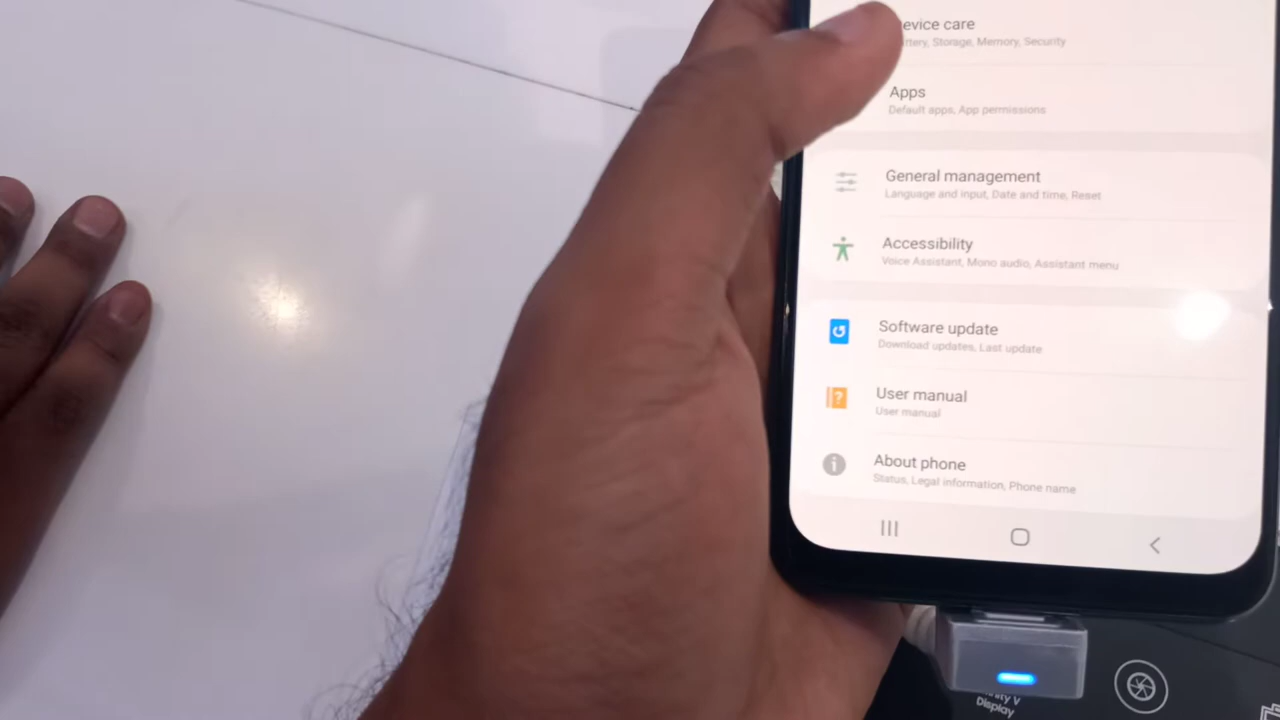 evice care
ttery, Storage, Memory, Security
Apps
Default apps, App permissions
General management
Language and input, Date and time, Reset
Accessibility
Voice Assistant, Mono audio, Assistant menu
Software update
Download updates, Last update
User manual
User manual
About phone
Status, Legal information, Phone name
nity V
Display